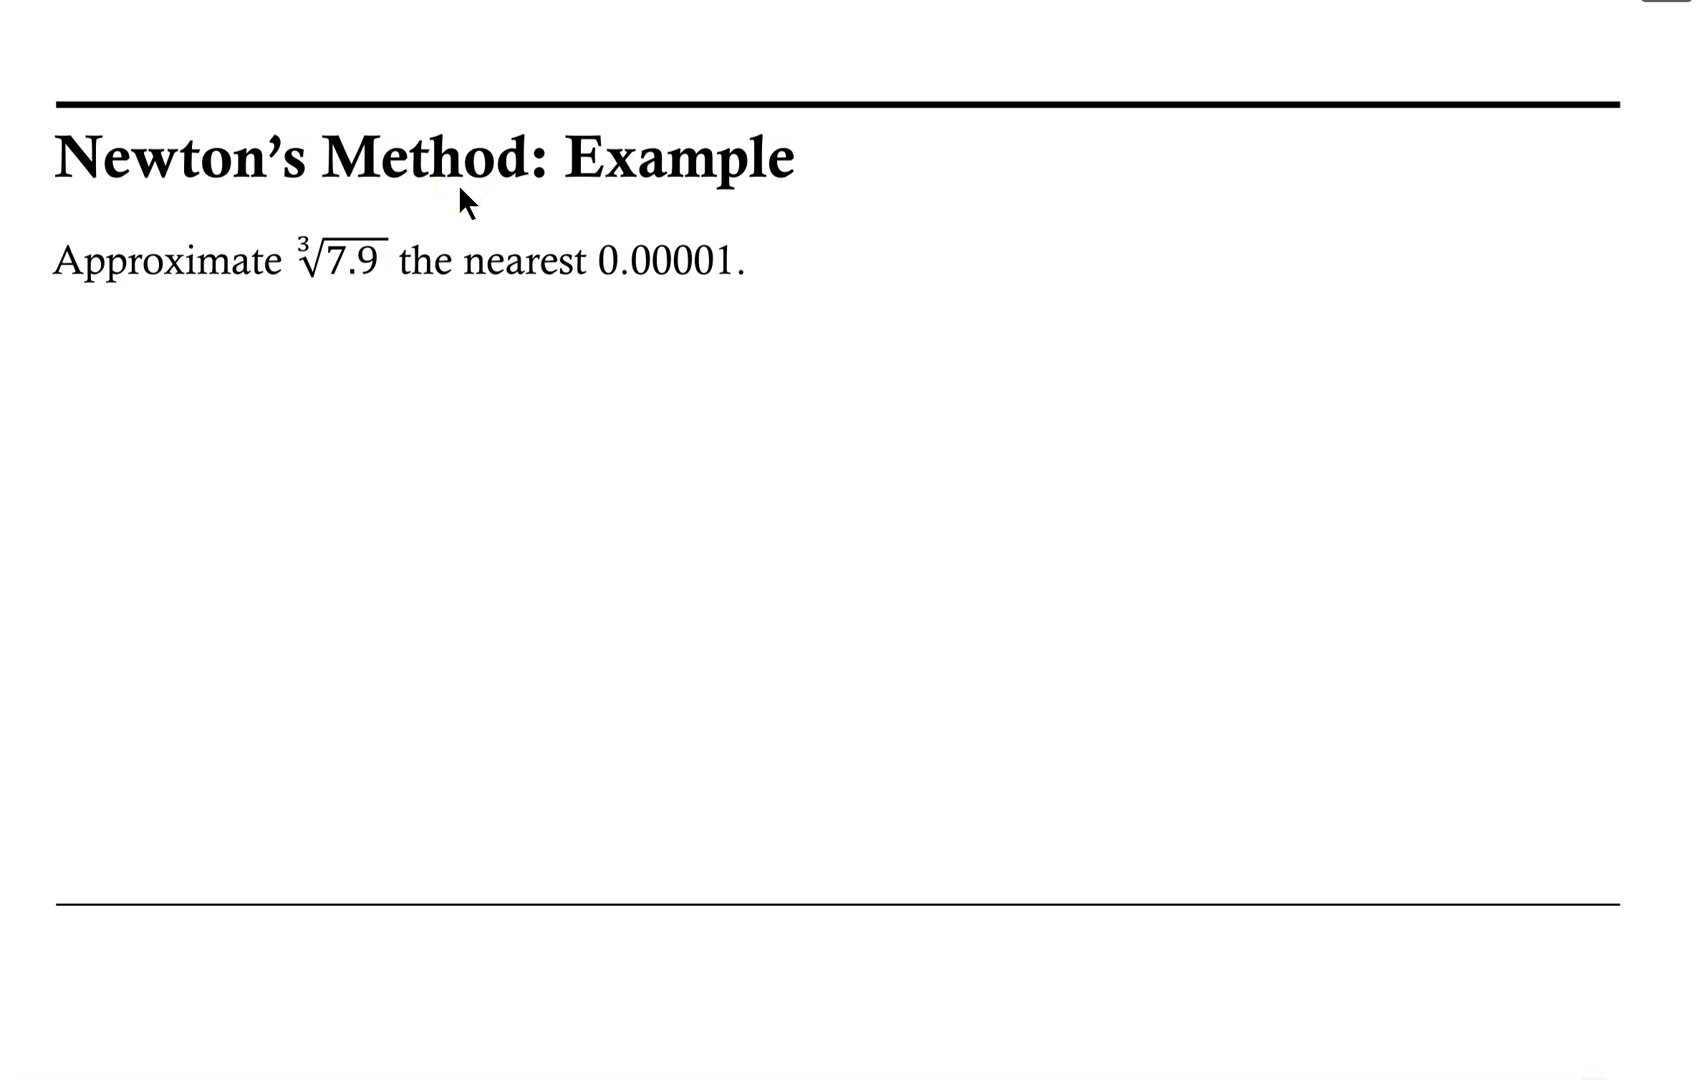 Newton’s Method: Example
Approximate ∛7.9 the nearest 0.00001.